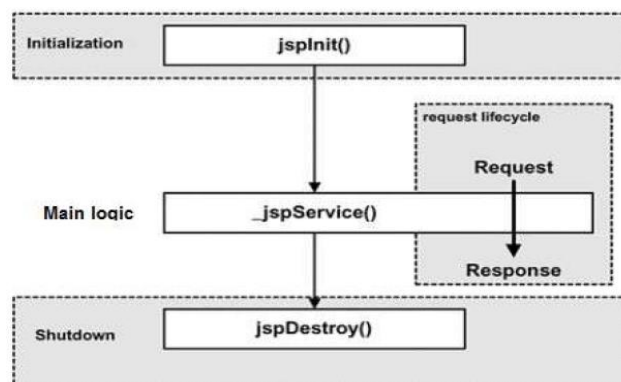 Initialization
jspInit()
request lifecycle
Request
Main logic
_jspService()
Response
Shutdown
jspDestroy()